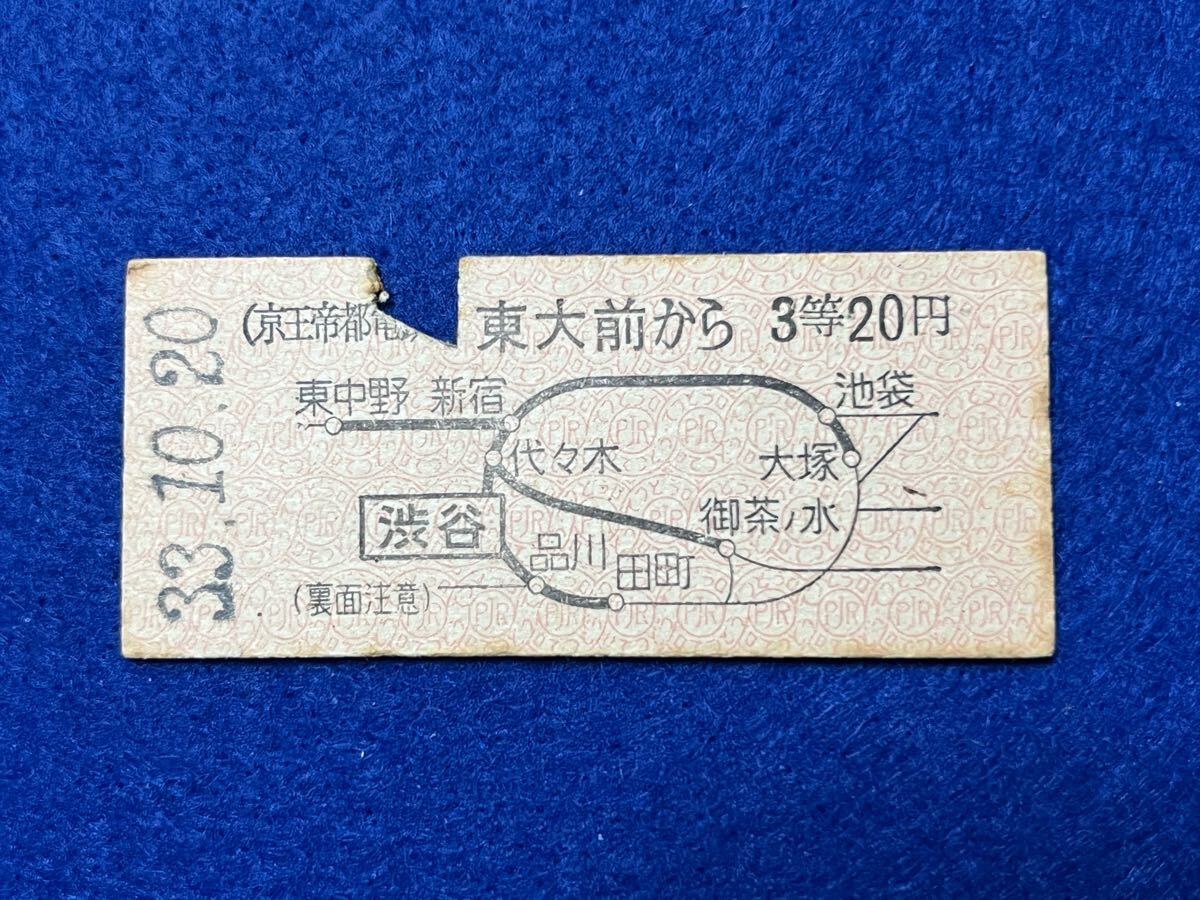 33.10.20
(京王帝都電鉄 東大前から 3等20円
東中野 新宿 池袋
代々木 大塚
御茶ノ水
渋谷
品川 田町
(裏面注意)